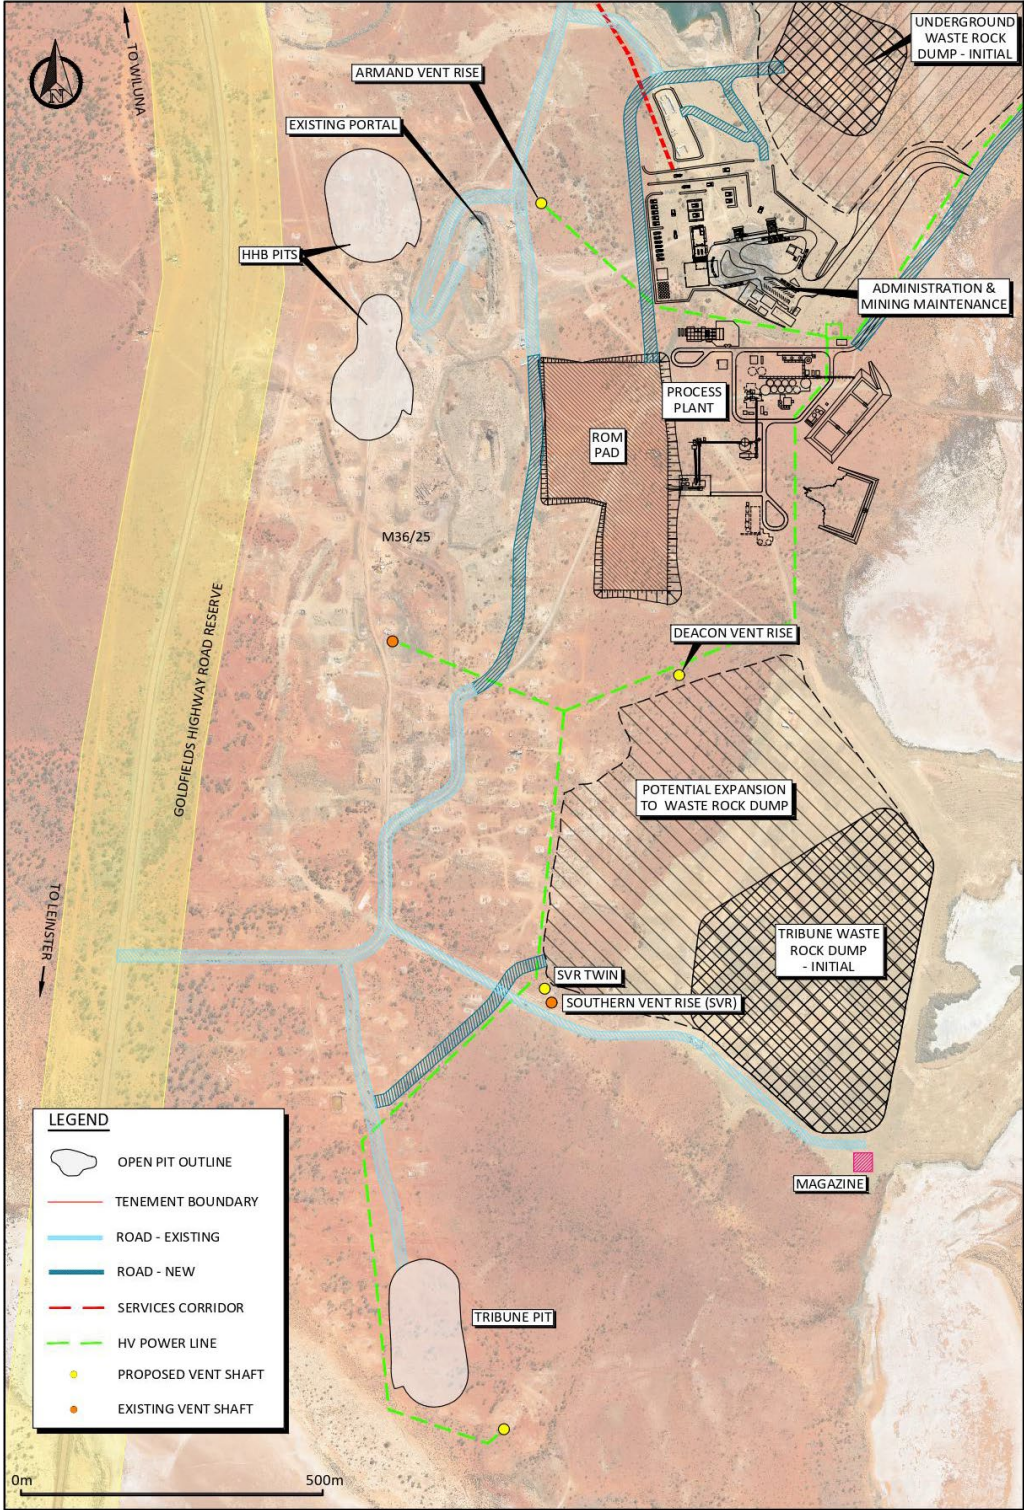 UNDERGROUND
WASTE ROCK
DUMP - INITIAL
TO WILUNA
ARMAND VENT RISE
EXISTING PORTAL
N
HHB PITS
ADMINISTRATION &
MINING MAINTENANCE
PROCESS
PLANT
ROM
PAD
M36/25
GOLDFIELDS HIGHWAY ROAD RESERVE
DEACON VENT RISE
POTENTIAL EXPANSION
TO WASTE ROCK DUMP
TO LEINSTER
TRIBUNE WASTE
ROCK DUMP
- INITIAL
SVR TWIN
SOUTHERN VENT RISE (SVR)
MAGAZINE
TRIBUNE PIT
LEGEND
OPEN PIT OUTLINE
TENEMENT BOUNDARY
ROAD - EXISTING
ROAD - NEW
SERVICES CORRIDOR
HV POWER LINE
PROPOSED VENT SHAFT
EXISTING VENT SHAFT
0m 500m